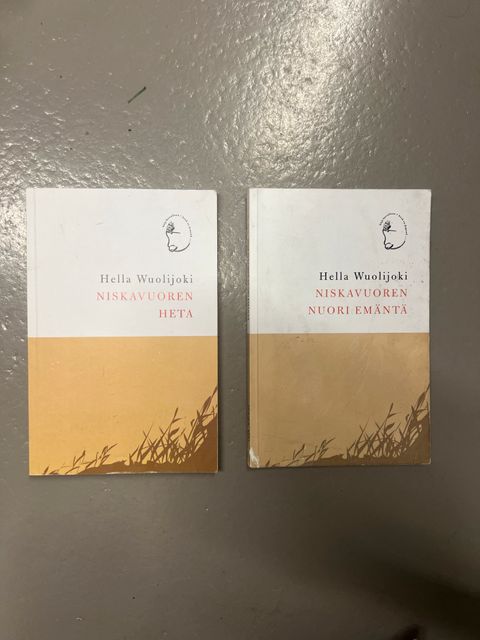 Hella Wuolijoki
NISKAVUOREN
HETA
Hella Wuolijoki
NISKAVUOREN
NUORI EMÄNTÄ